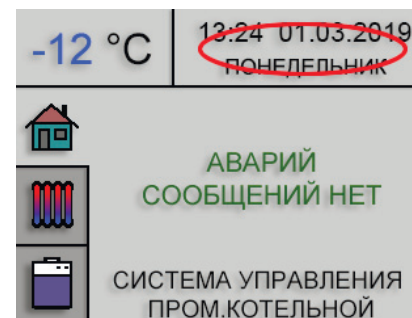 -12 °C
13:24 01.03.2019
ПОНЕДЕЛЬНИК
АВАРИЙ
СООБЩЕНИЙ НЕТ
СИСТЕМА УПРАВЛЕНИЯ
ПРОМ.КОТЕЛЬНОЙ